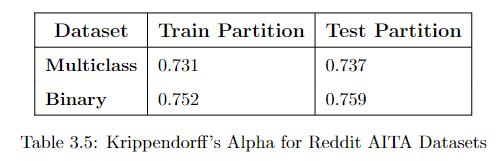 Dataset Train Partition Test Partition
Multiclass 0.731 0.737
Binary 0.752 0.759
Table 3.5: Krippendorff's Alpha for Reddit AITA Datasets